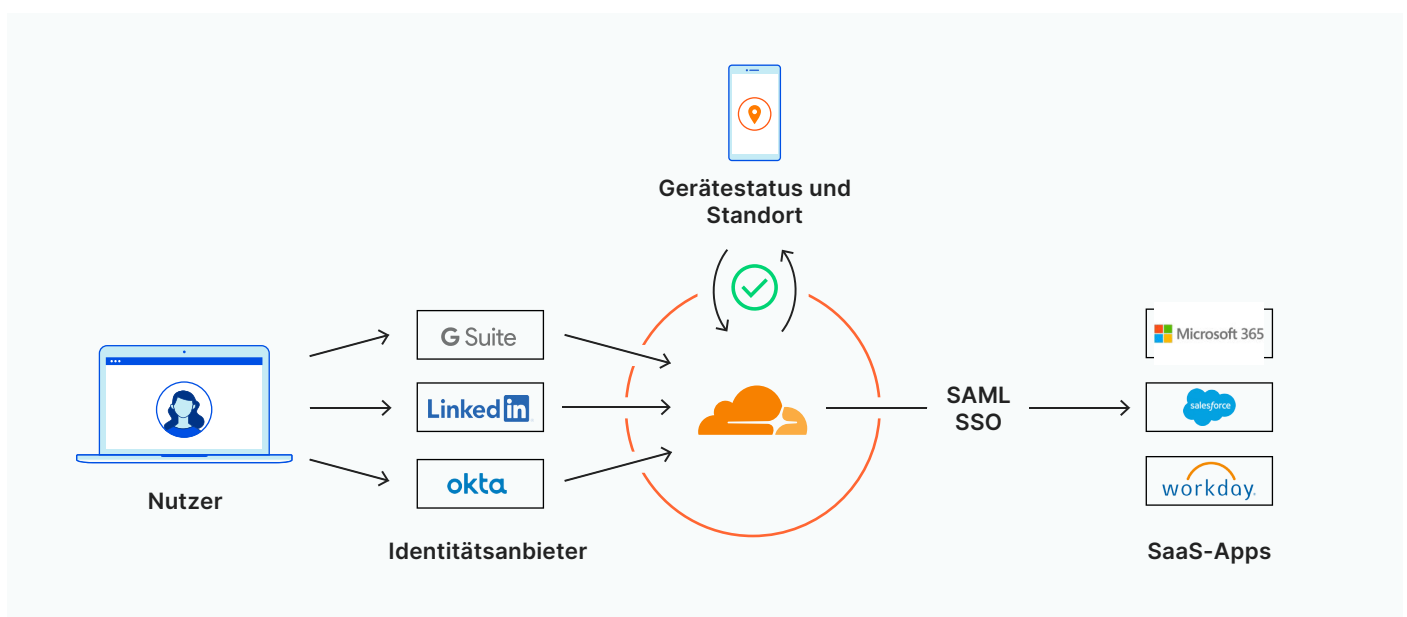 Gerätestatus und
Standort
G Suite
LinkedIn
okta
Nutzer
Identitätsanbieter
SAML
SSO
Microsoft 365
salesforce
workday.
SaaS-Apps